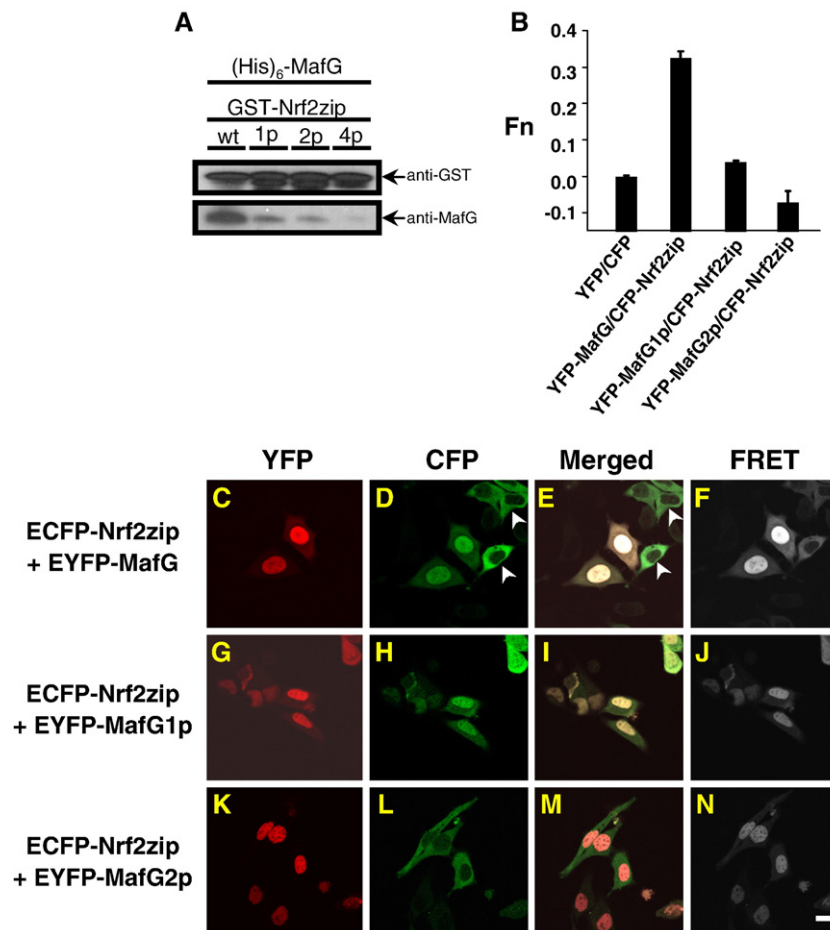 A
(His)6-MafG
GST-Nrf2zip
wt 1p 2p 4p
anti-GST
anti-MafG
B
Fn
0.4
0.3
0.2
0.1
0.0
-0.1
YFP/CFP
YFP-MafG/CFP-Nrf2zip
YFP-MafG1p/CFP-Nrf2zip
YFP-MafG2p/CFP-Nrf2zip
YFP CFP Merged FRET
ECFP-Nrf2zip
+ EYFP-MafG
C D E F
ECFP-Nrf2zip
+ EYFP-MafG1p
G H I J
ECFP-Nrf2zip
+ EYFP-MafG2p
K L M N